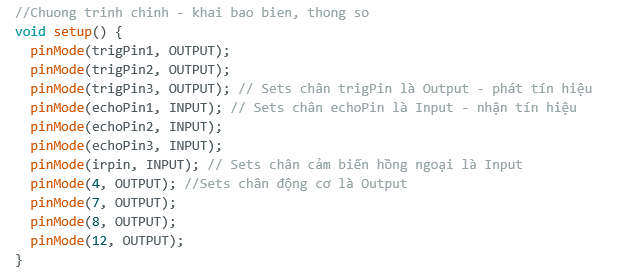 //Chuong trinh chinh - khai bao bien, thong so
void setup() {
  pinMode(trigPin1, OUTPUT);
  pinMode(trigPin2, OUTPUT);
  pinMode(trigPin3, OUTPUT); // Sets chân trigPin là Output - phát tín hiệu
  pinMode(echoPin1, INPUT); // Sets chân echoPin là Input - nhận tín hiệu
  pinMode(echoPin2, INPUT);
  pinMode(echoPin3, INPUT);
  pinMode(irpin, INPUT); // Sets chân cảm biến hồng ngoại là Input
  pinMode(4, OUTPUT); //Sets chân động cơ là Output
  pinMode(7, OUTPUT);
  pinMode(8, OUTPUT);
  pinMode(12, OUTPUT);
}